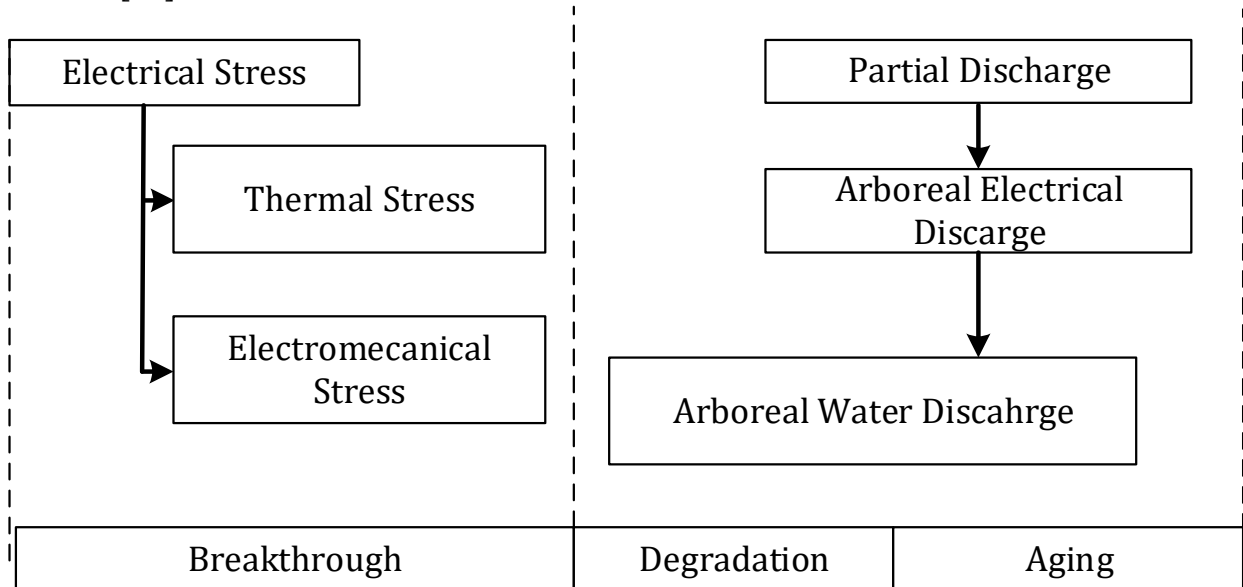 Electrical Stress
Thermal Stress
Electromecanical
Stress
Partial Discharge
Arboreal Electrical
Discarge
Arboreal Water Discahrge
Breakthrough
Degradation
Aging